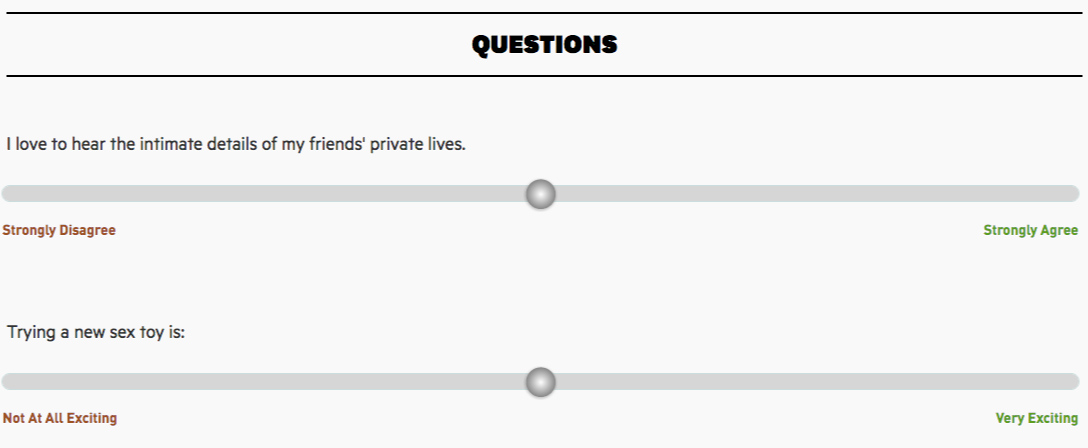 QUESTIONS
I love to hear the intimate details of my friends' private lives.
Strongly Disagree Strongly Agree
Trying a new sex toy is:
Not At All Exciting Very Exciting